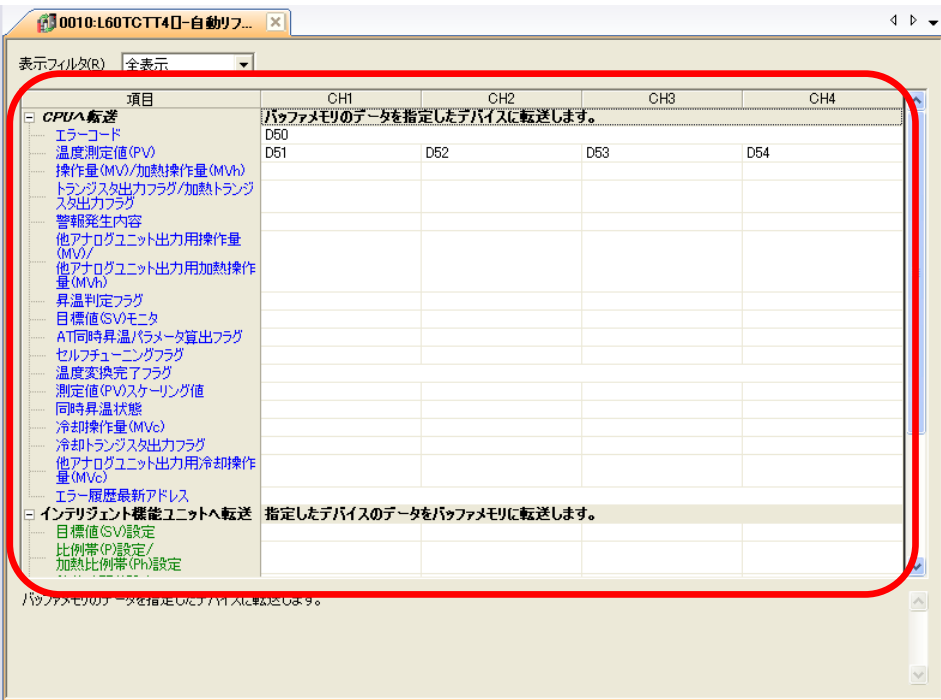 0010:L60TCTT4[]-自動リフ...
表示フィルタ(R) 全表示
項目 CH1 CH2 CH3 CH4
CPUへ転送 バッファメモリのデータを指定したデバイスに転送します。
エラーコード D50
温度測定値(PV) D51 D52 D53 D54
操作量(MV)/加熱操作量(MVh)
トランジスタ出力フラグ/加熱トランジ
スタ出力フラグ
警報発生内容
他アナログユニット出力用操作量
(MV)/
他アナログユニット出力用加熱操作
量(MVh)
昇温判定フラグ
目標値(SV)モニタ
AT同時昇温パラメータ算出フラグ
セルフチューニングフラグ
温度変換完了フラグ
測定値(PV)スケーリング値
同時昇温状態
冷却操作量(MVc)
冷却トランジスタ出力フラグ
他アナログユニット出力用冷却操作
量(MVc)
エラー履歴最新アドレス
インテリジェント機能ユニットへ転送 指定したデバイスのデータをバッファメモリに転送します。
目標値(SV)設定
比例帯(P)設定/
加熱比例帯(Ph)設定
バッファメモリのデータを指定したデバイスに転送します。